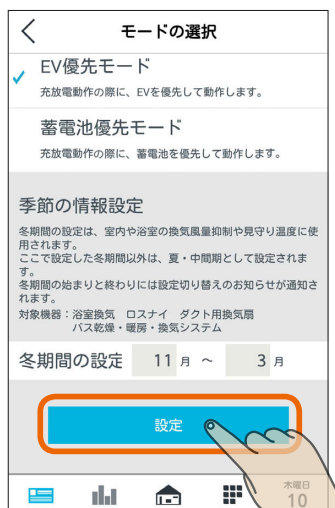 モードの選択
EV優先モード
充放電動作の際に、EVを優先して動作します。
蓄電池優先モード
充放電動作の際に、蓄電池を優先して動作します。
季節の情報設定
冬期間の設定は、室内や浴室の換気風量抑制や見守り温度に使
用されます。
ここで設定した冬期間以外は、夏・中間期として設定されま
す。
冬期間の始まりと終わりには設定切り替えのお知らせが通知さ
れます。
対象機器：浴室換気 ロスナイ ダクト用換気扇
バス乾燥・暖房・換気システム
冬期間の設定 11 月 ～ 3 月
設定
木曜日
10